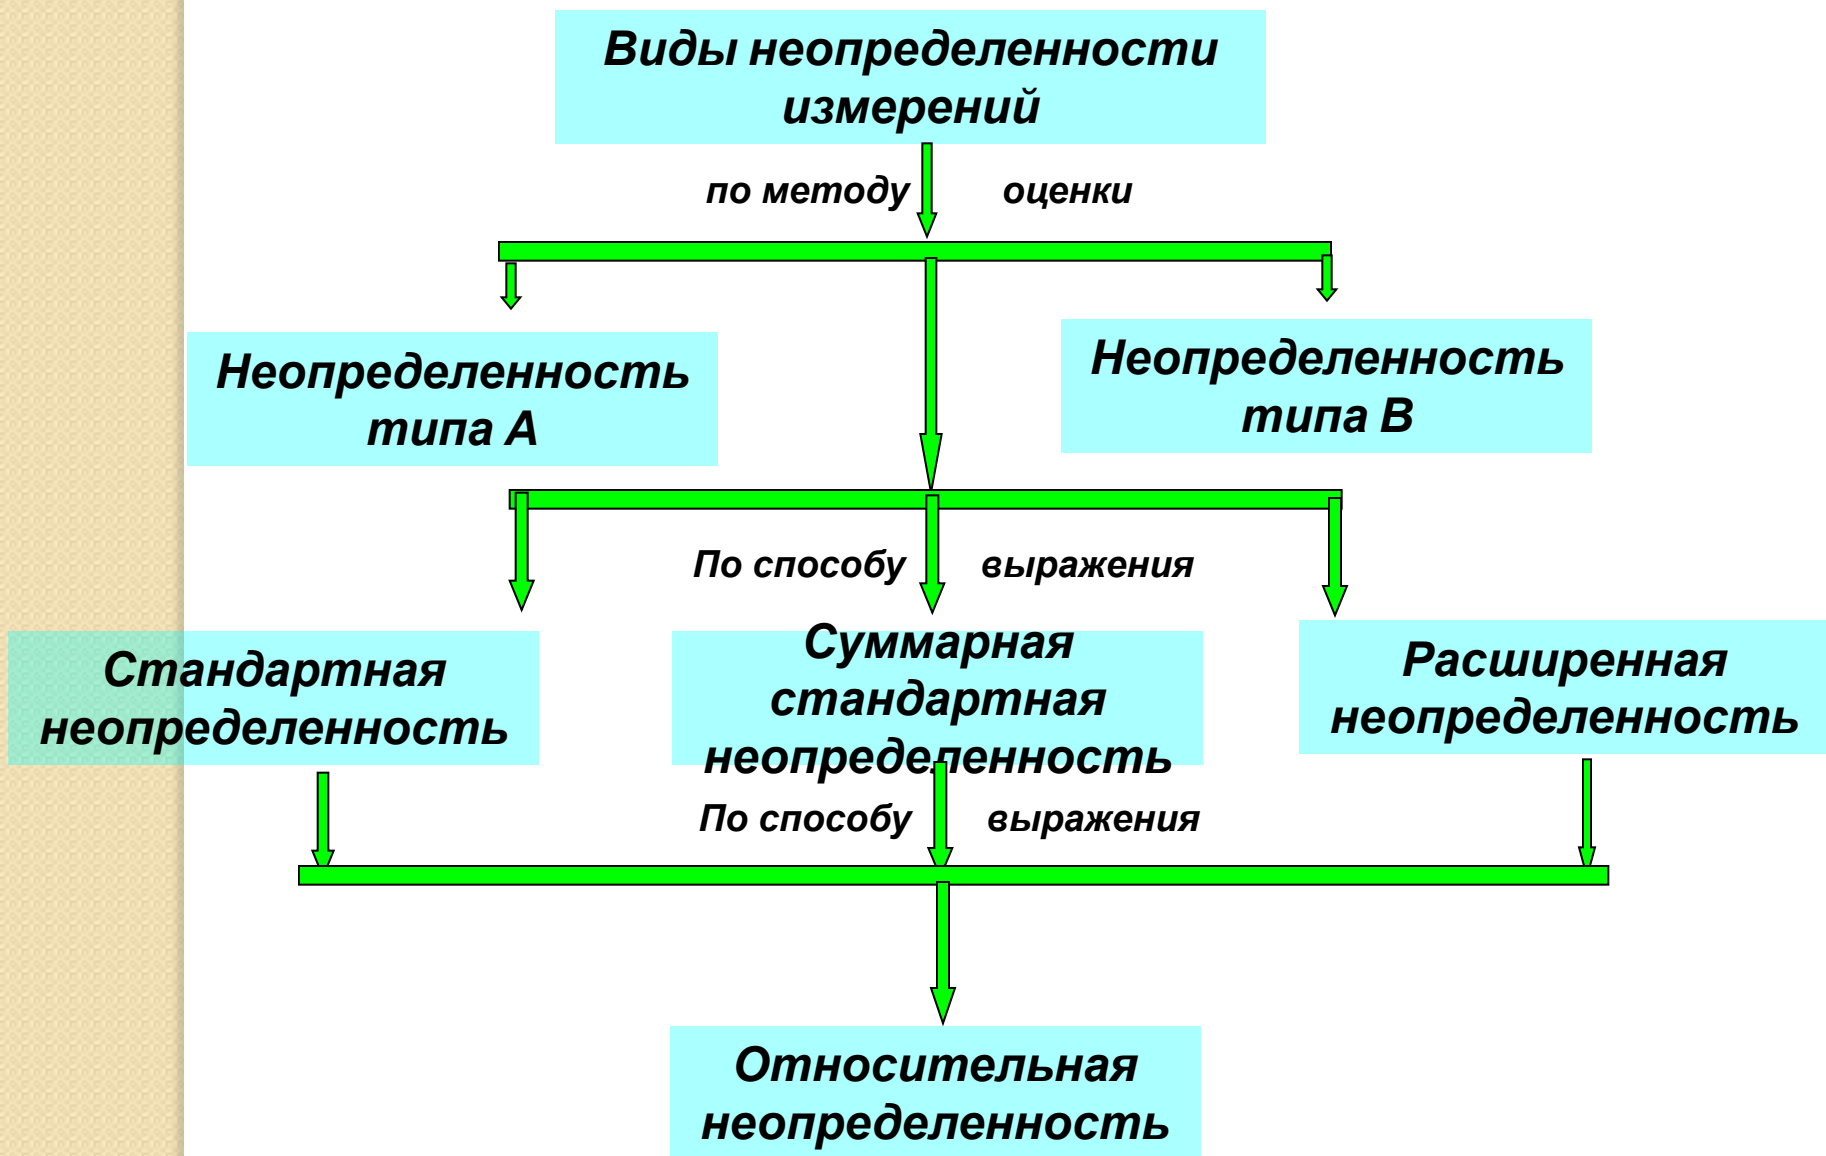 Виды неопределенности
измерений
по методу оценки
Неопределенность
типа А
Неопределенность
типа В
По способу выражения
Стандартная
неопределенность
Суммарная
стандартная
неопределенность
Расширенная
неопределенность
По способу выражения
Относительная
неопределенность